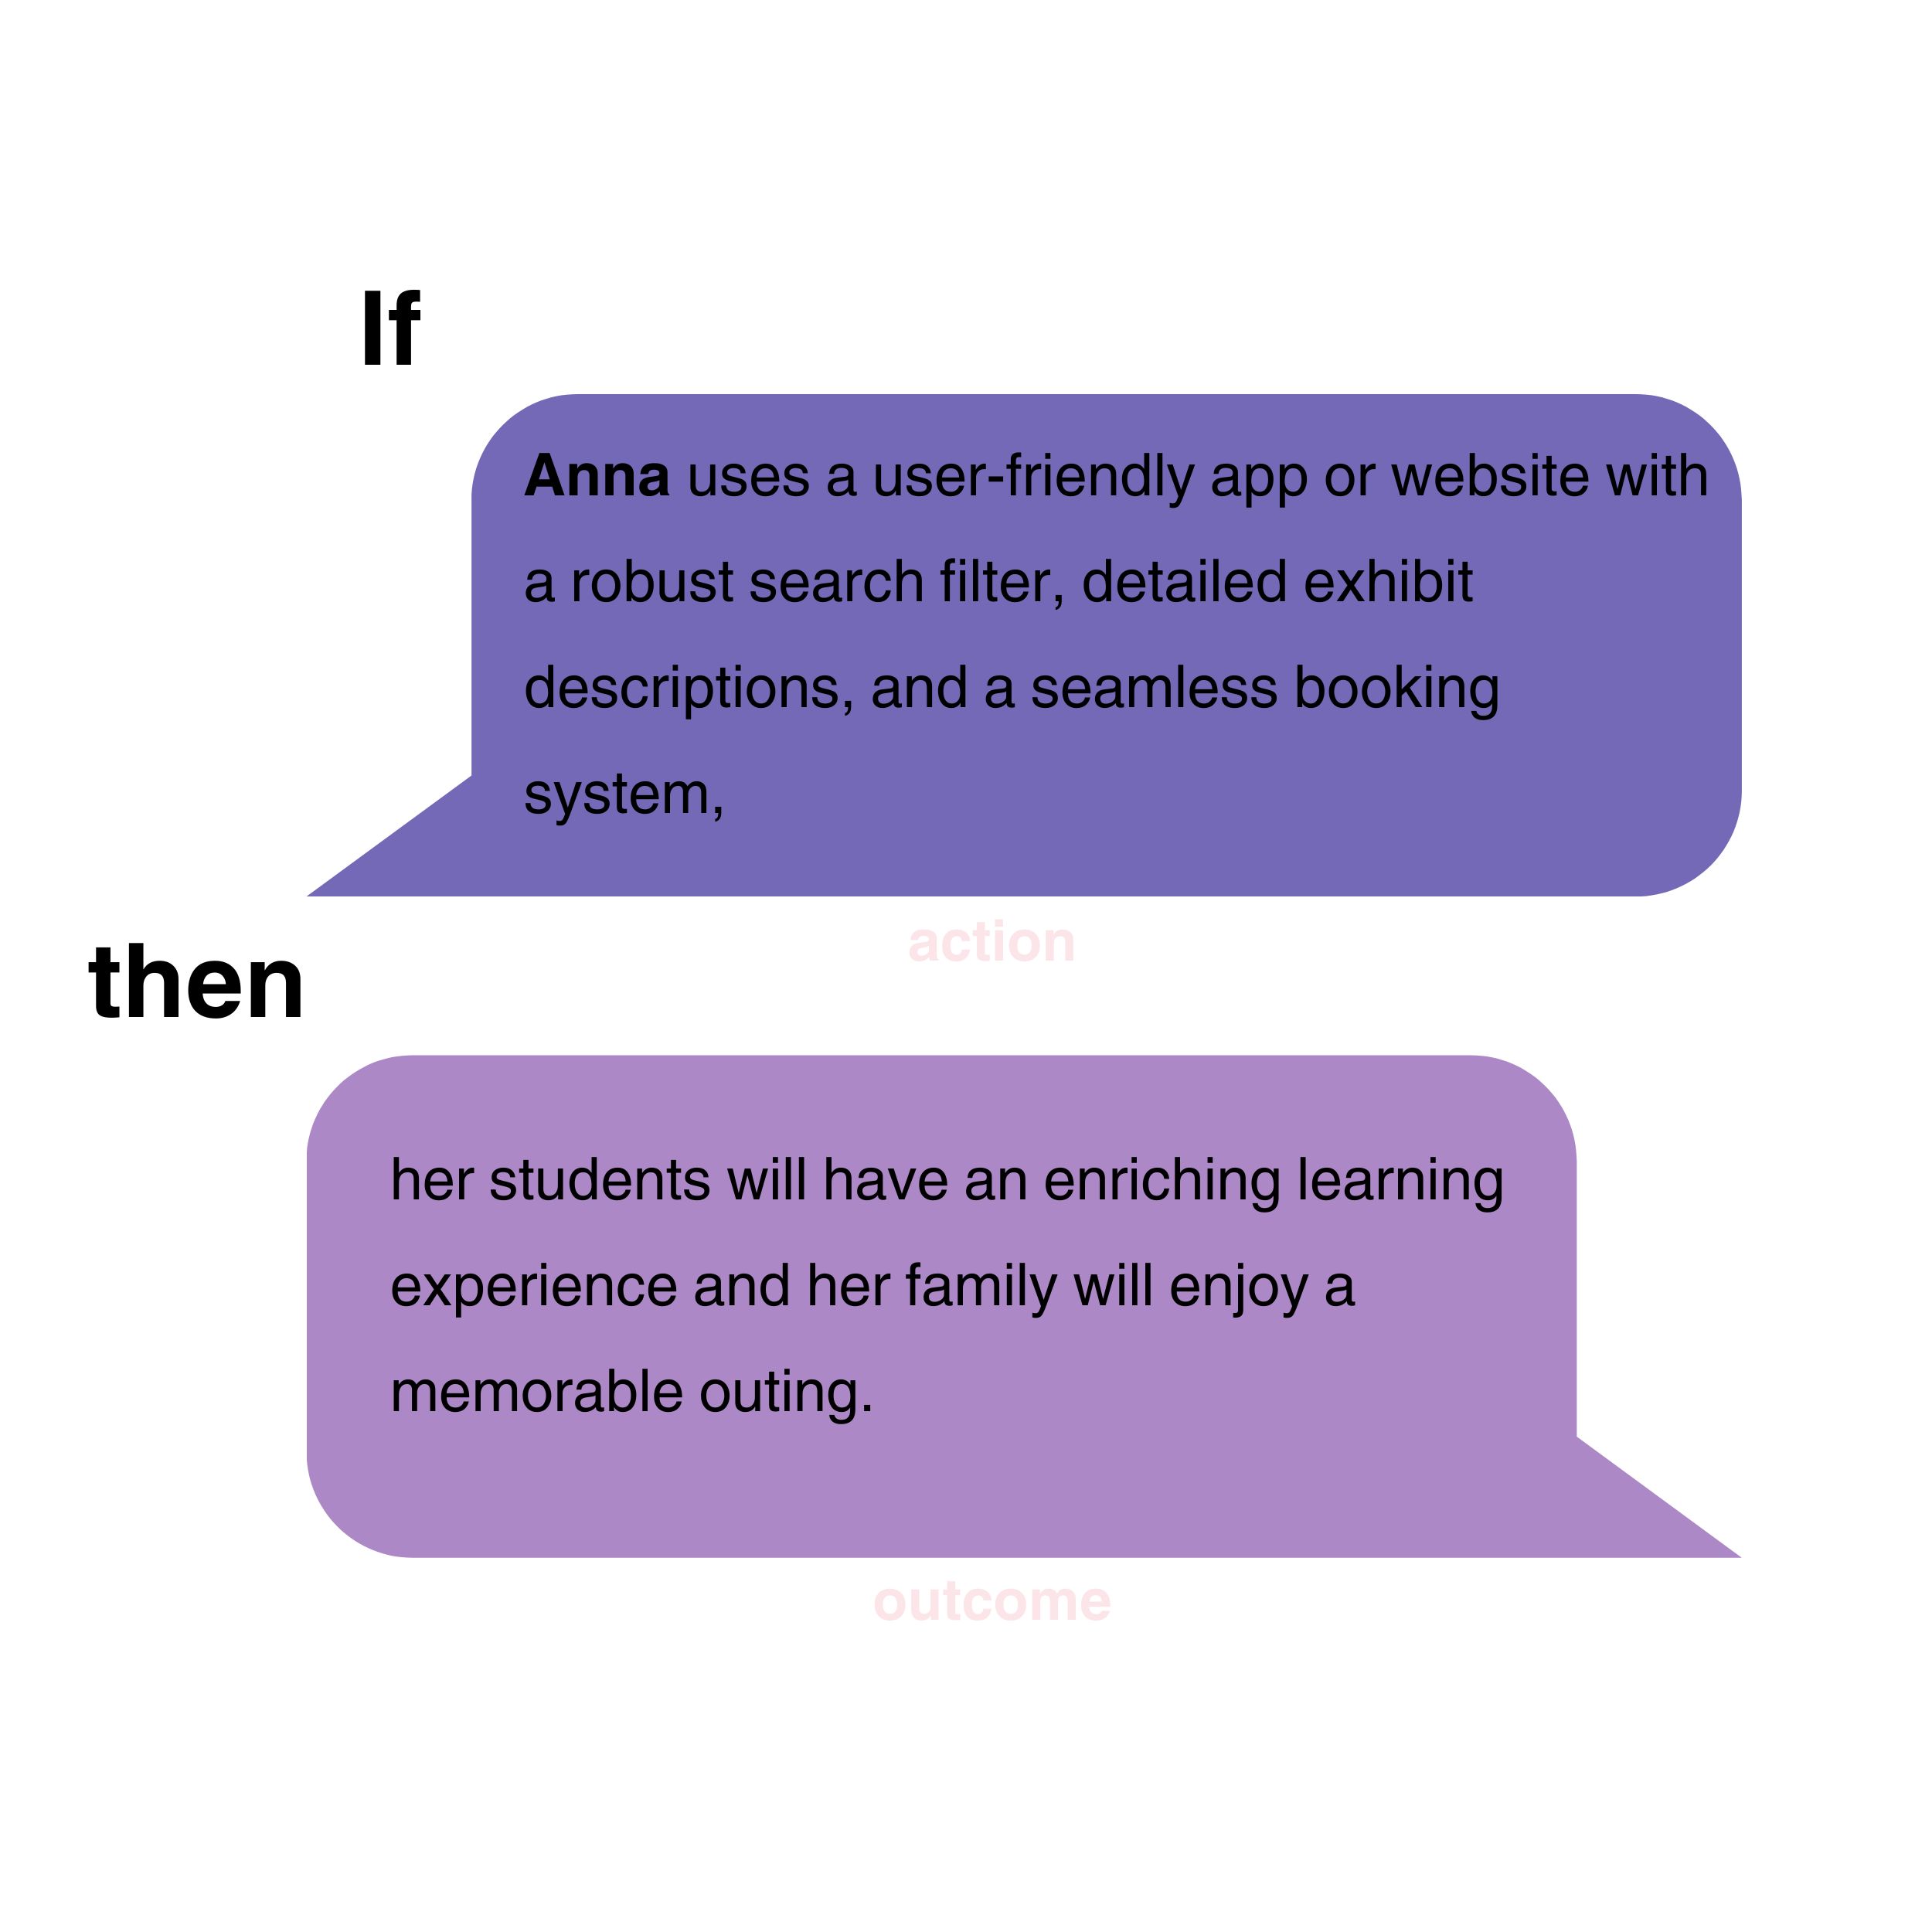 If
Anna uses a user-friendly app or website with
a robust search filter, detailed exhibit
descriptions, and a seamless booking
system,
action
then
her students will have an enriching learning
experience and her family will enjoy a
memorable outing.
outcome